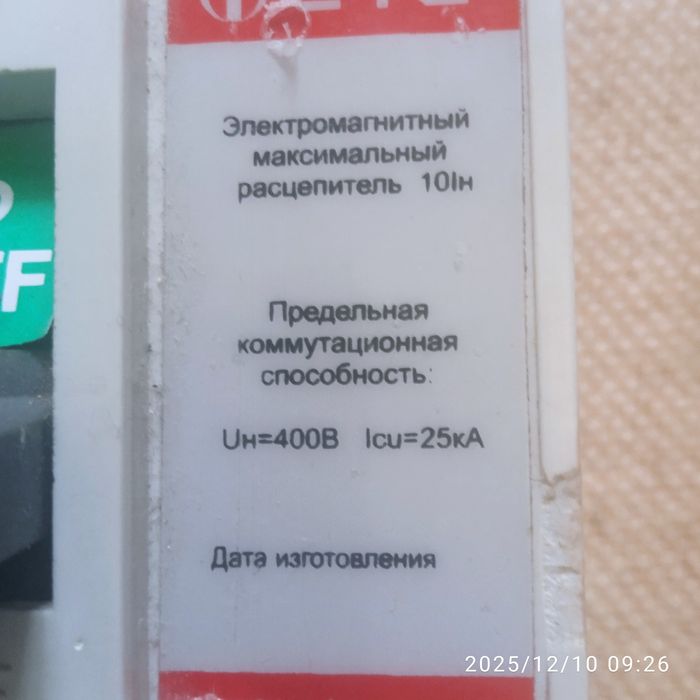 Электромагнитный
максимальный
расцепитель 10Iн
Предельная
коммутационная
способность:
Uн=400В Icu=25кА
Дата изготовления
2025/12/10 09:26